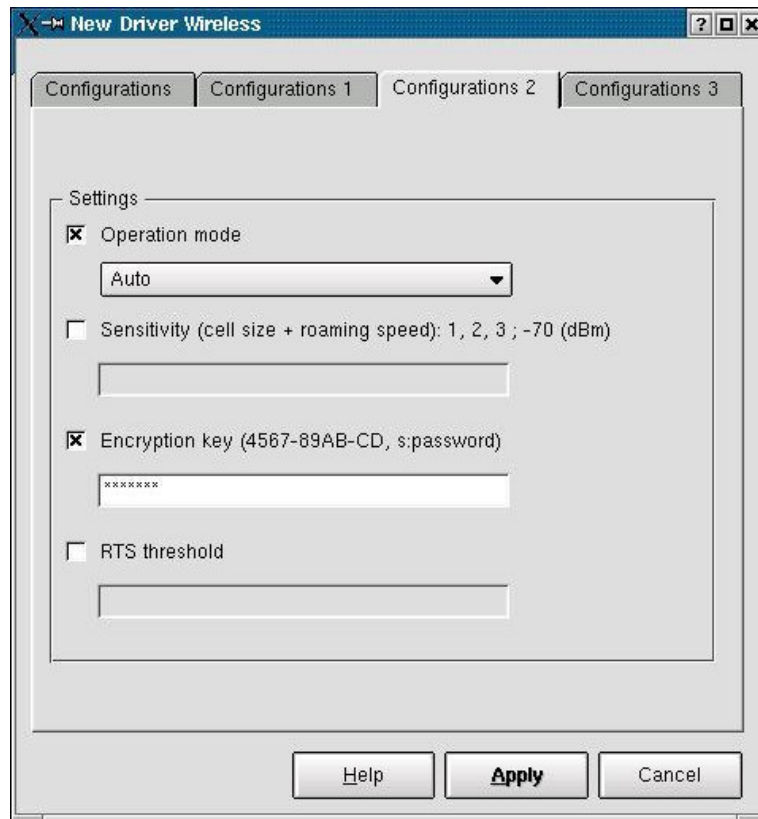 New Driver Wireless
Configurations Configurations 1 Configurations 2 Configurations 3
Settings
Operation mode
Auto
Sensitivity (cell size + roaming speed): 1, 2, 3 ; -70 (dBm)
Encryption key (4567-89AB-CD, s:password)
*******
RTS threshold
Help Apply Cancel